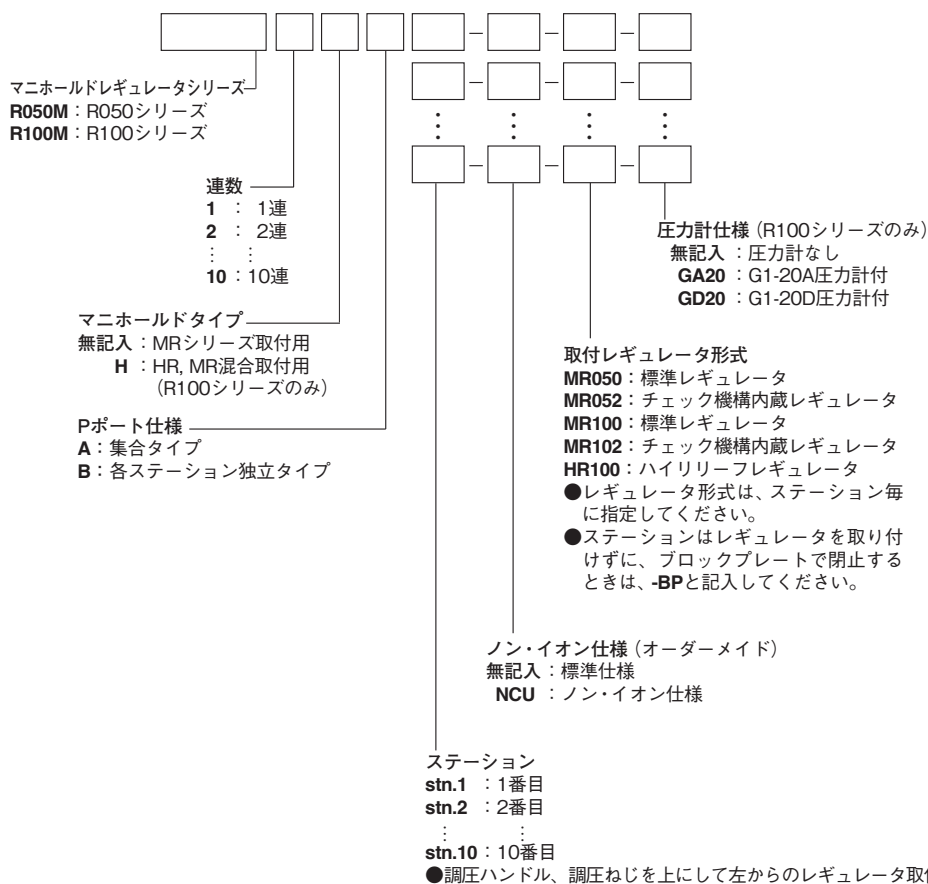 マニホールドレギュレータシリーズ
R050M：R050シリーズ
R100M：R100シリーズ
連数
1 ： 1連
2 ： 2連
⋮ ⋮
10：10連
マニホールドタイプ
無記入：MRシリーズ取付用
H：HR, MR混合取付用
（R100シリーズのみ）
Pポート仕様
A：集合タイプ
B：各ステーション独立タイプ
圧力計仕様（R100シリーズのみ）
無記入：圧力計なし
GA20：G1-20A圧力計付
GD20：G1-20D圧力計付
取付レギュレータ形式
MR050：標準レギュレータ
MR052：チェック機構内蔵レギュレータ
MR100：標準レギュレータ
MR102：チェック機構内蔵レギュレータ
HR100：ハイリリーフレギュレータ
●レギュレータ形式は、ステーション毎
に指定してください。
●ステーションはレギュレータを取り付
けずに、ブロックプレートで閉止する
ときは、-BPと記入してください。
ノン・イオン仕様（オーダーメイド）
無記入：標準仕様
NCU：ノン・イオン仕様
ステーション
stn.1：1番目
stn.2：2番目
⋮ ⋮
stn.10：10番目
●調圧ハンドル、調圧ねじを上にして左からのレギュレータ取